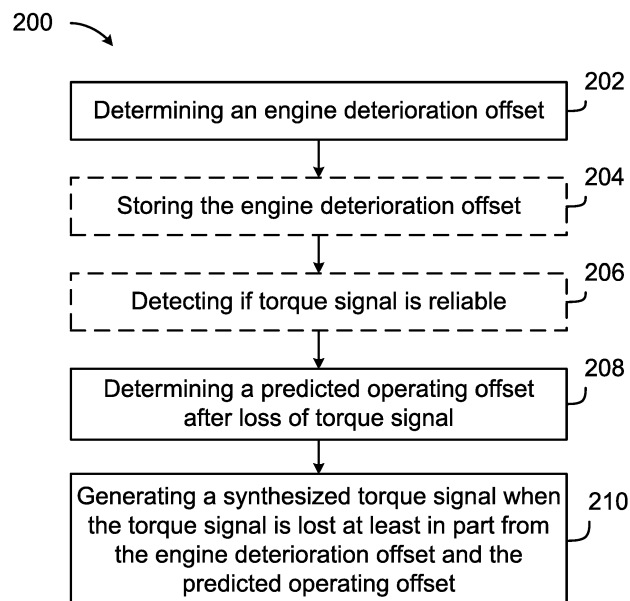 200
202
Determining an engine deterioration offset
204
Storing the engine deterioration offset
206
Detecting if torque signal is reliable
208
Determining a predicted operating offset
after loss of torque signal
210
Generating a synthesized torque signal when
the torque signal is lost at least in part from
the engine deterioration offset and the
predicted operating offset